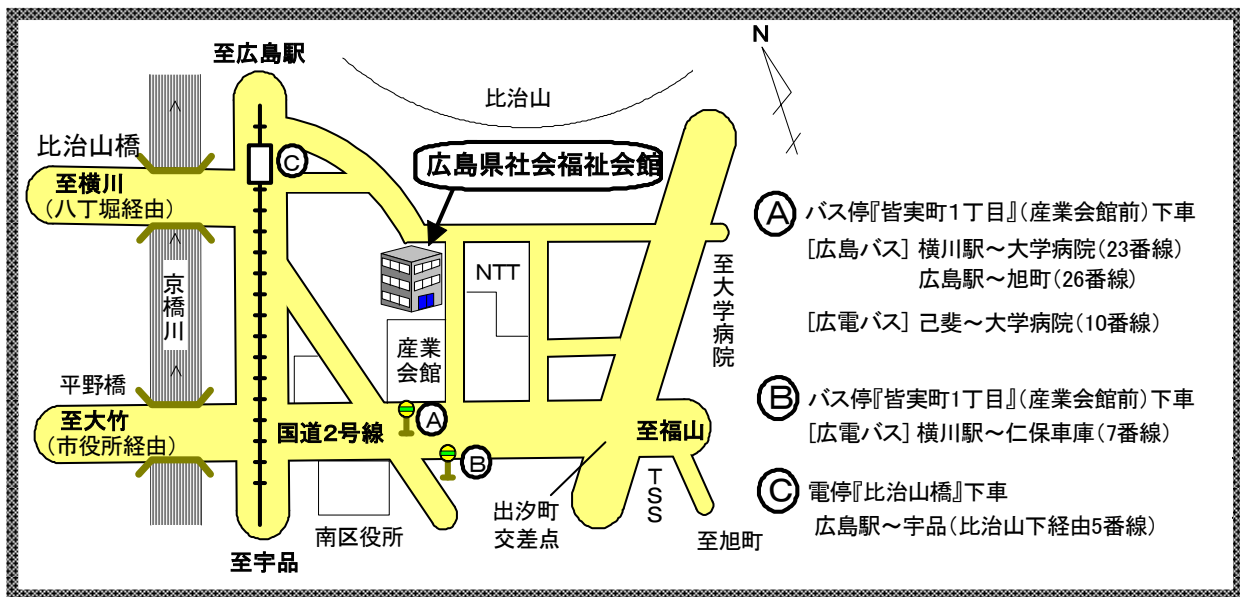 至広島駅
N
比治山
比治山橋
C
広島県社会福祉会館
至横川
(八丁堀経由)
京橋川
NTT
至大学病院
産業
会館
平野橋
至大竹
(市役所経由)
国道2号線
A
B
至福山
南区役所
出汐町
交差点
TSS
至旭町
至宇品
A バス停『皆実町1丁目』(産業会館前)下車
[広島バス] 横川駅~大学病院(23番線)
広島駅~旭町(26番線)
[広電バス] 己斐~大学病院(10番線)
B バス停『皆実町1丁目』(産業会館前)下車
[広電バス] 横川駅~仁保車庫(7番線)
C 電停『比治山橋』下車
広島駅~宇品(比治山下経由5番線)